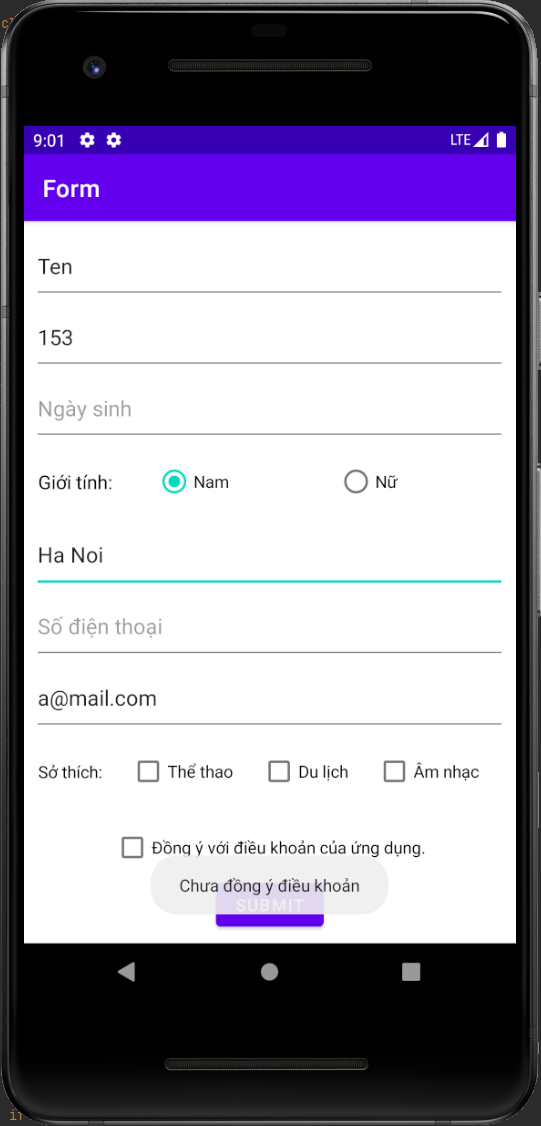 9:01 LTE
Form
Ten
153
Ngày sinh
Giới tính: Nam Nữ
Ha Noi
Số điện thoại
a@mail.com
Sở thích: Thể thao Du lịch Âm nhạc
Đồng ý với điều khoản của ứng dụng.
Chưa đồng ý điều khoản
SUBMIT